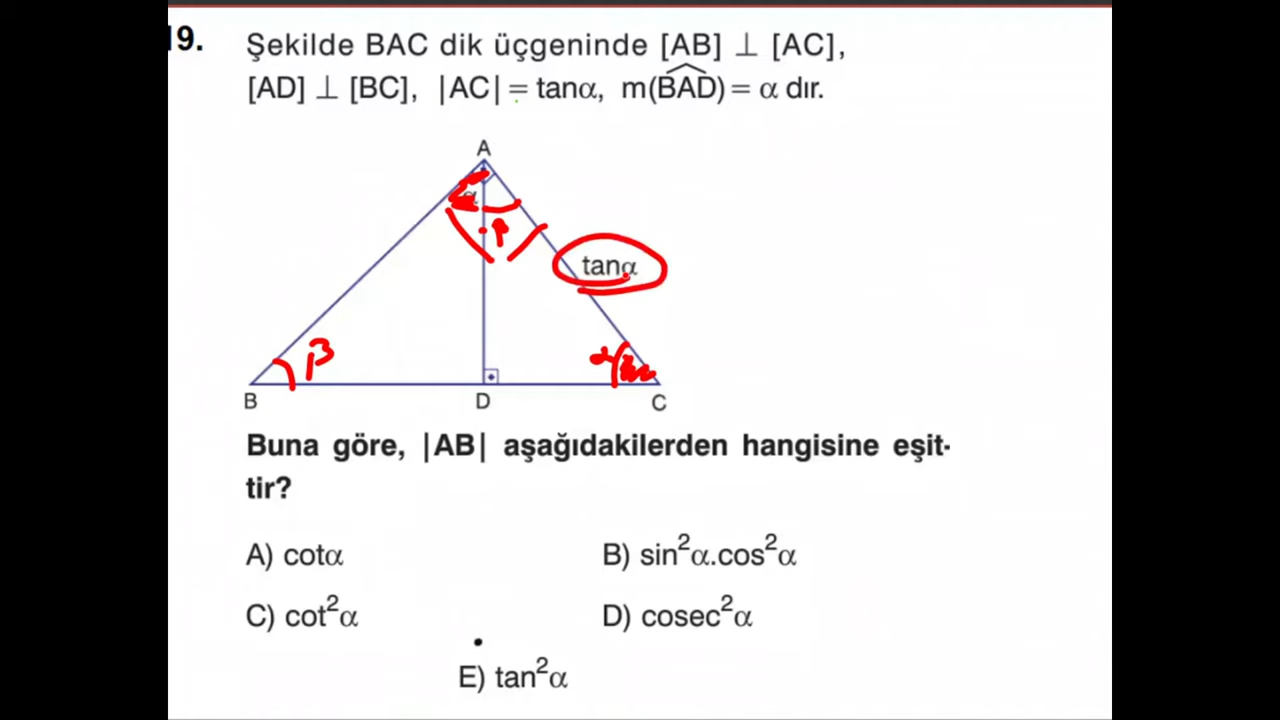 19.
Şekilde BAC dik üçgeninde [AB] ⊥ [AC],
[AD] ⊥ [BC], |AC| = tanα, m(BAD) = α dır.
A
α
β
tanα
β
α
B
D
C
Buna göre, |AB| aşağıdakilerden hangisine eşit-
tir?
A) cotα
B) sin²α.cos²α
C) cot²α
D) cosec²α
E) tan²α